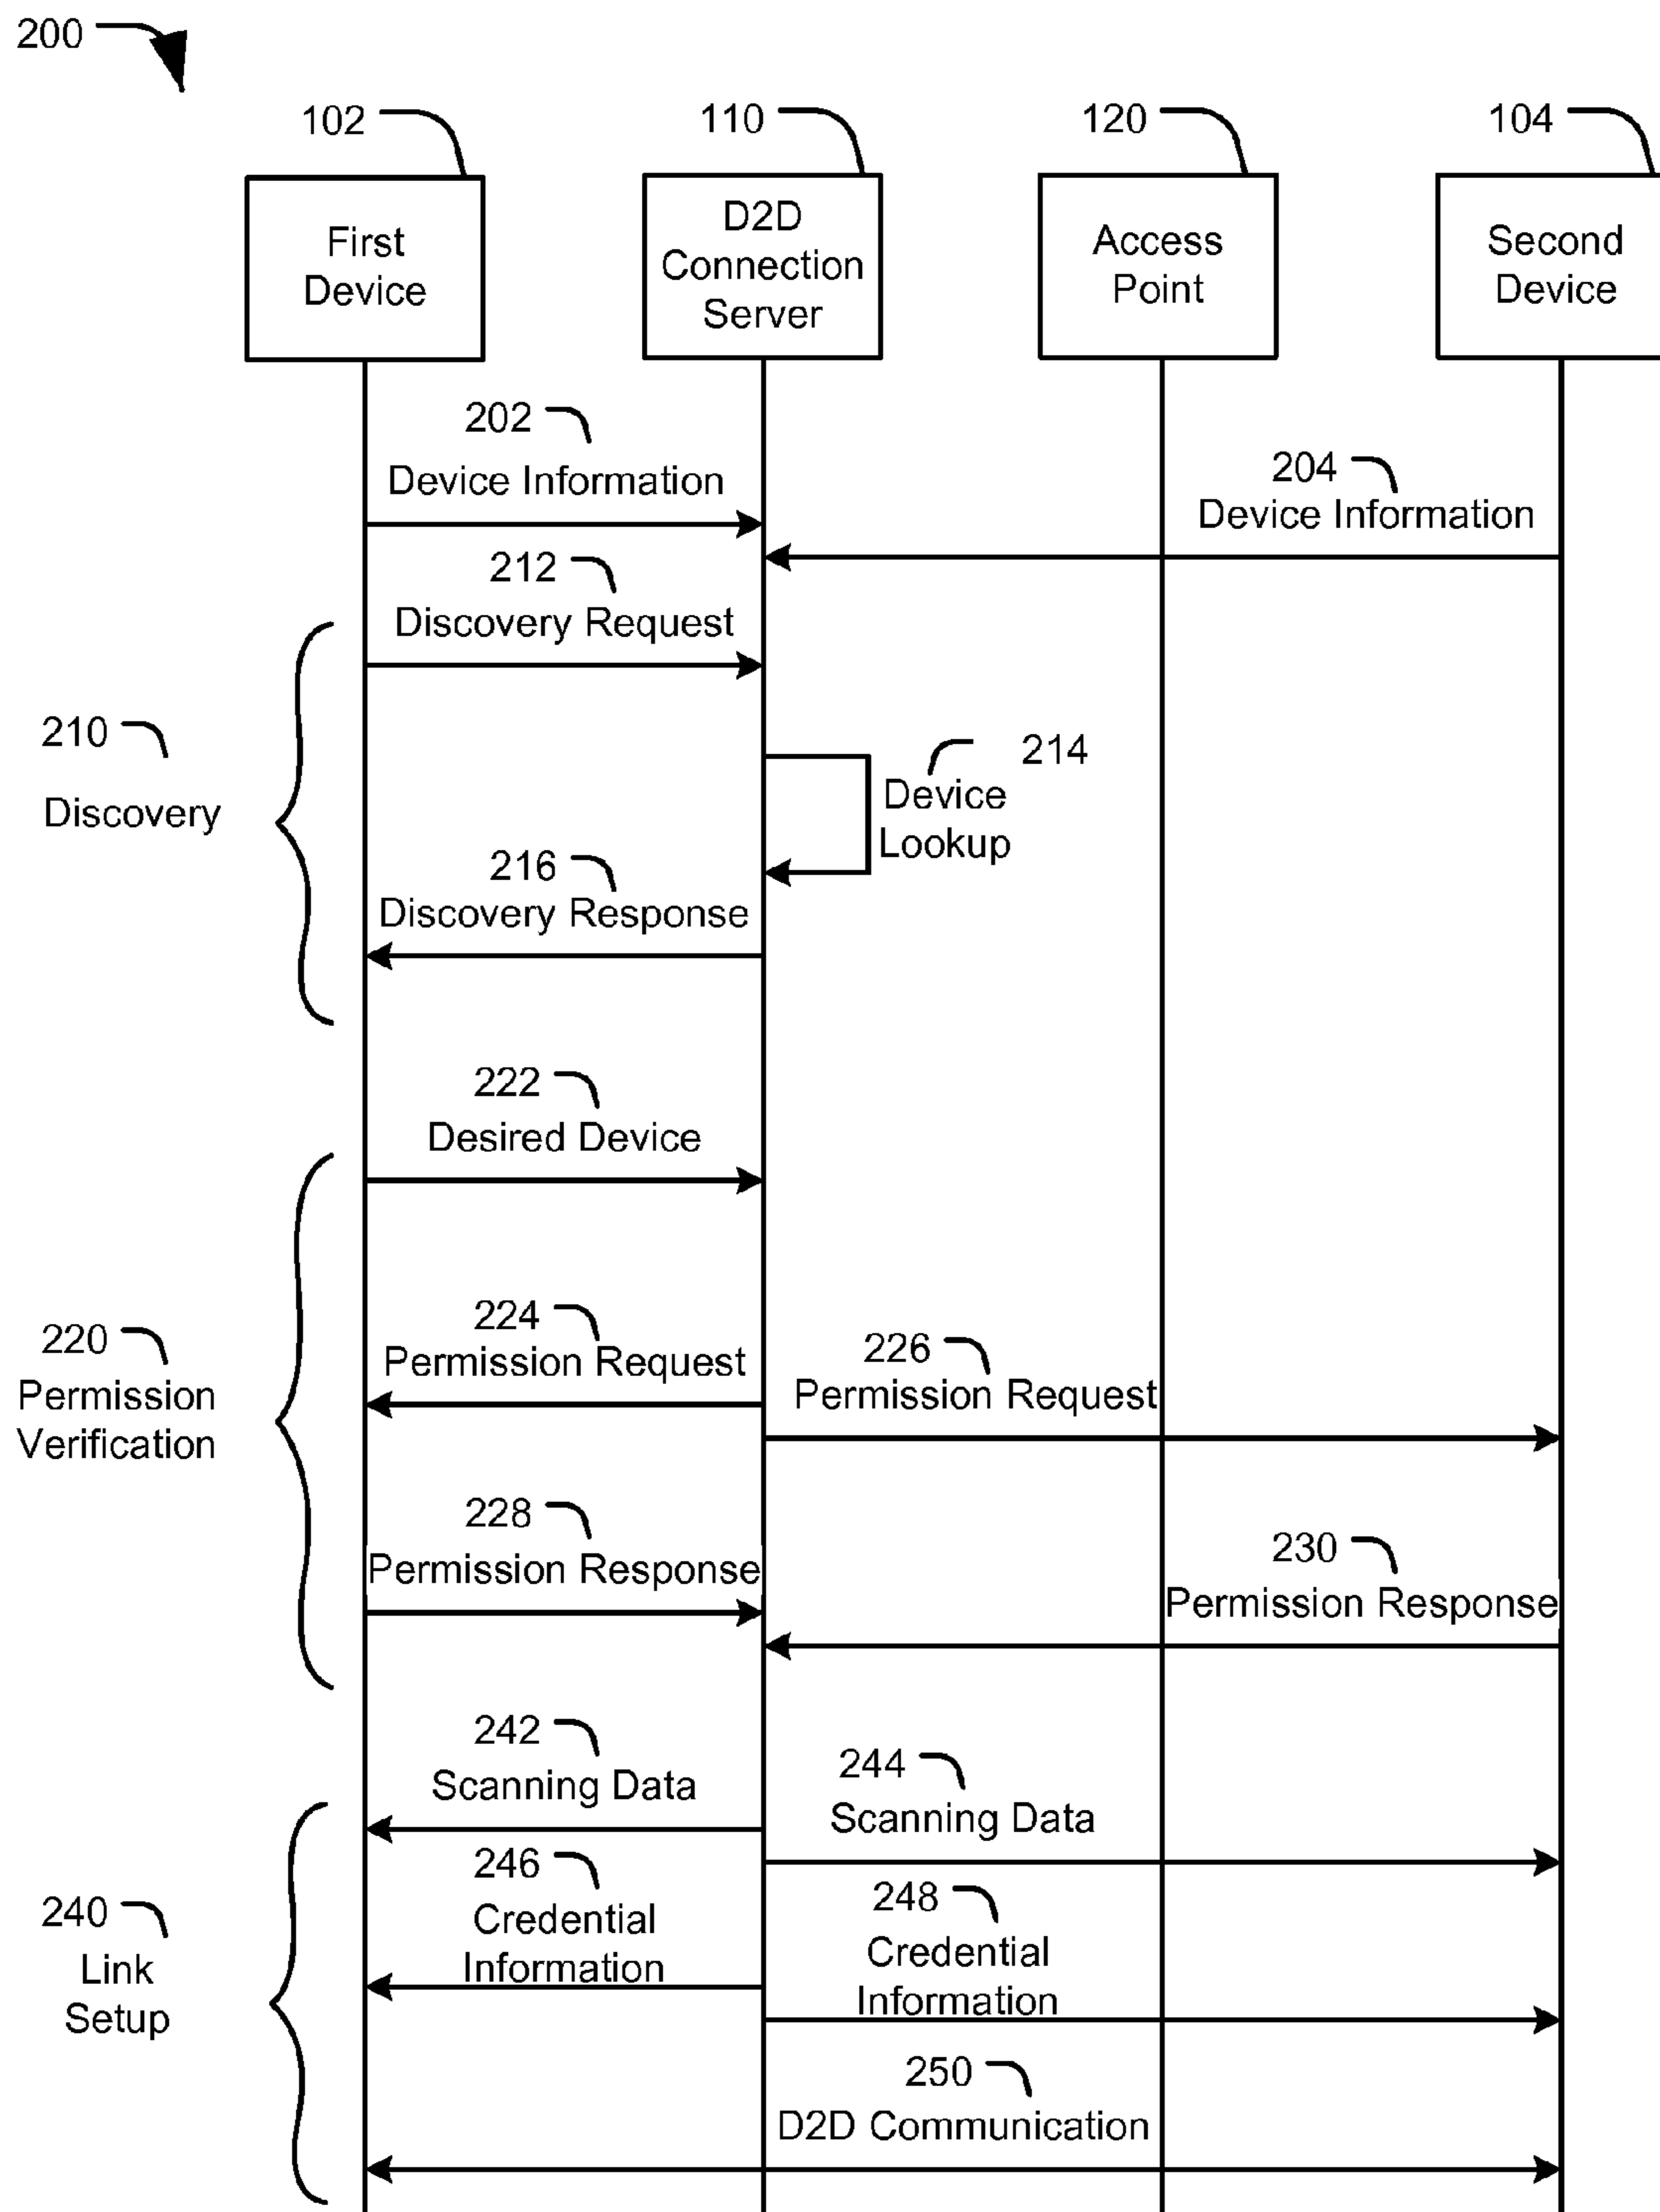 200
102
110
120
104
First
Device
D2D
Connection
Server
Access
Point
Second
Device
202
Device Information
204
Device Information
212
Discovery Request
210
Discovery
214
Device
Lookup
216
Discovery Response
222
Desired Device
220
Permission
Verification
224
Permission Request
226
Permission Request
228
Permission Response
230
Permission Response
242
Scanning Data
244
Scanning Data
240
Link
Setup
246
Credential
Information
248
Credential
Information
250
D2D Communication